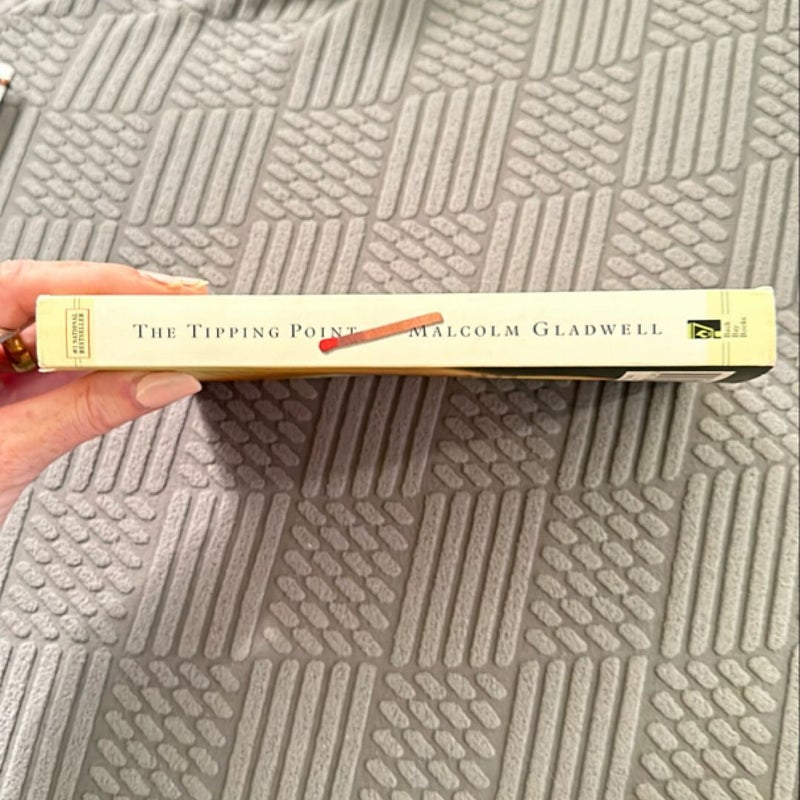 #1 NATIONAL
BESTSELLER
THE TIPPING POINT MALCOLM GLADWELL
Back
Bay
Books